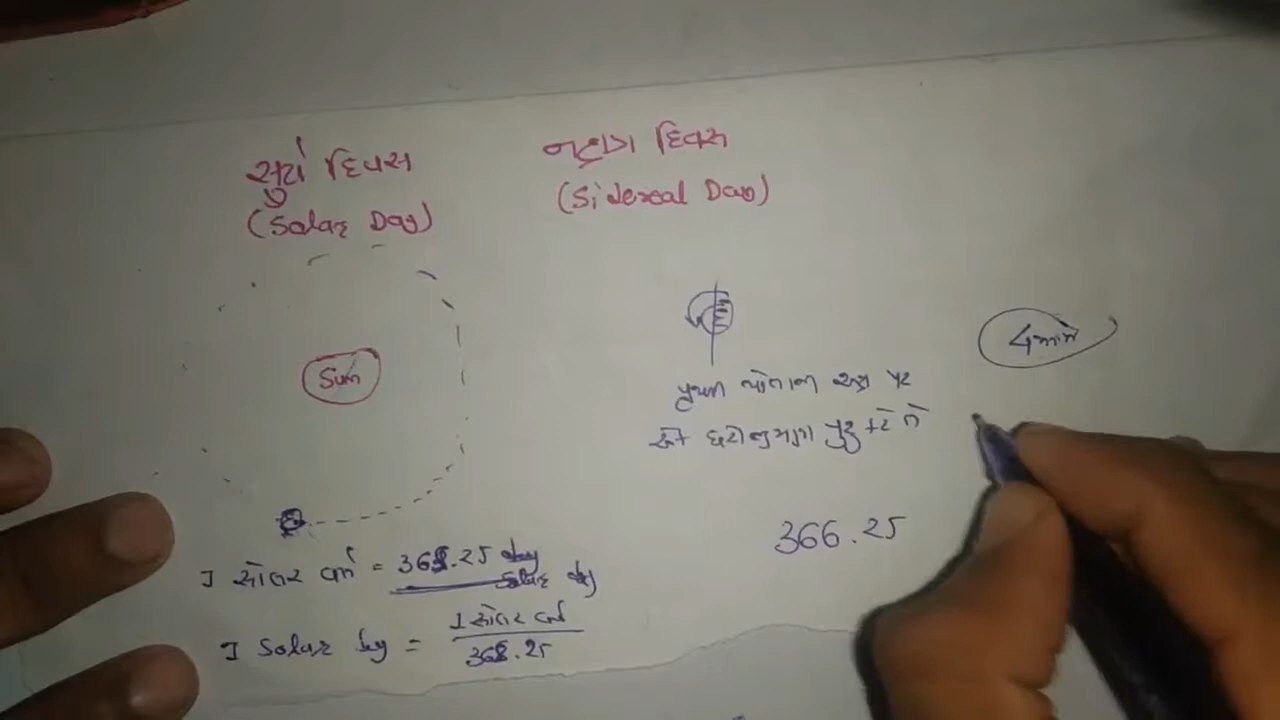 સુર્ય દિવસ
(Solar Day)
નક્ષત્ર દિવસ
(Sidereal Day)
Sun
પૃથ્વી પોતાના અક્ષ પર
એક પરીભ્રમણ પુરુ કરે તે
366.25
1 સોલર વર્ષ = 365.25 day
Solar day
1 Solar day = 1 સોલર વર્ષ
365.25